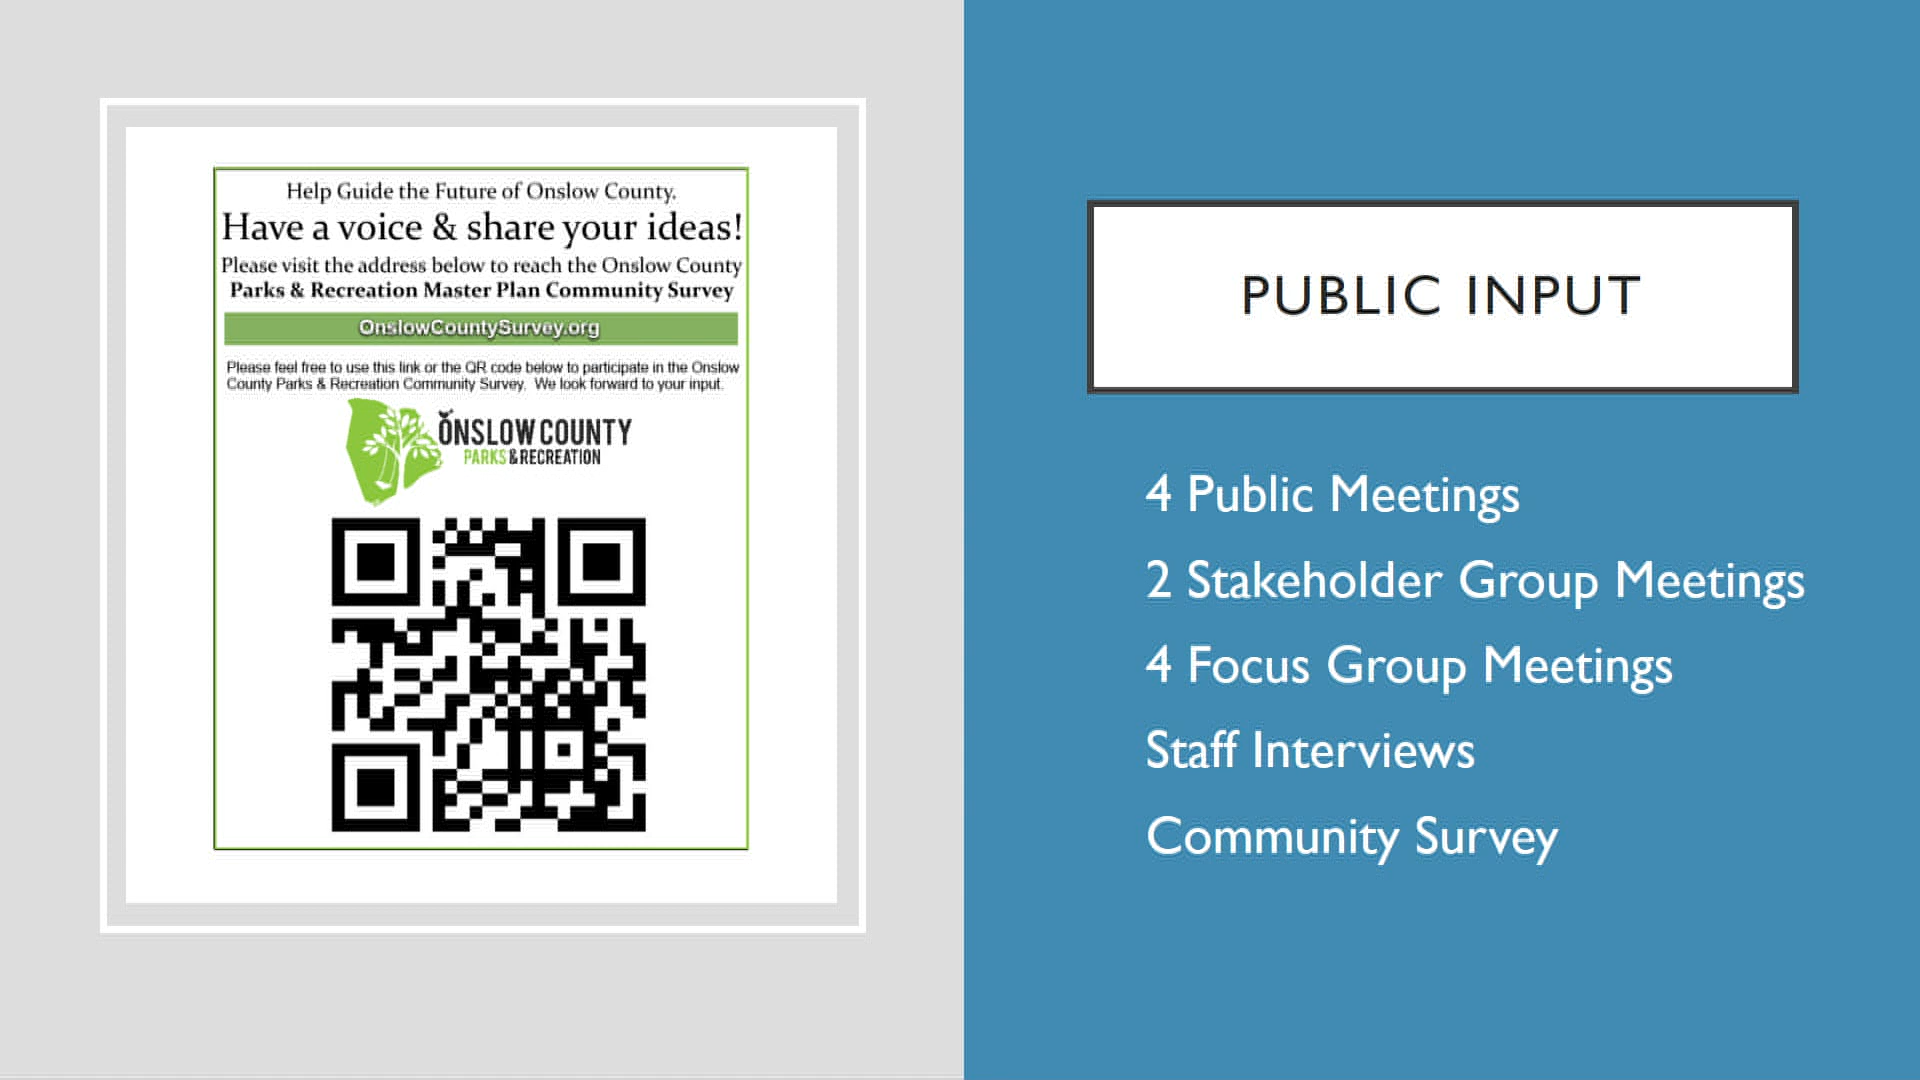 Help Guide the Future of Onslow County.
Have a voice & share your ideas!
Please visit the address below to reach the Onslow County
Parks & Recreation Master Plan Community Survey
OnslowCountySurvey.org
Please feel free to use this link or the QR code below to participate in the Onslow
County Parks & Recreation Community Survey. We look forward to your input.
ONSLOW COUNTY
PARKS & RECREATION
PUBLIC INPUT
4 Public Meetings
2 Stakeholder Group Meetings
4 Focus Group Meetings
Staff Interviews
Community Survey